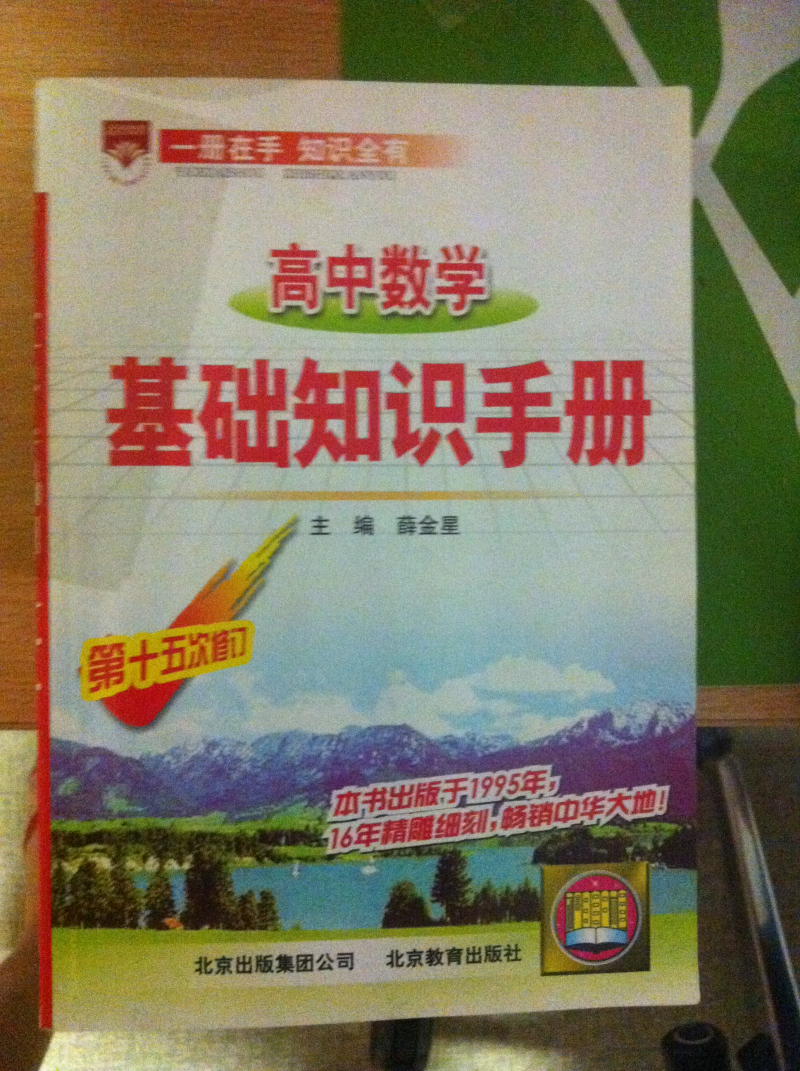 一册在手 知识全有
高中数学
基础知识手册
主 编 薛金星
第十五次修订
本书出版于1995年,
16年精雕细刻,畅销中华大地!
北京出版集团公司 北京教育出版社